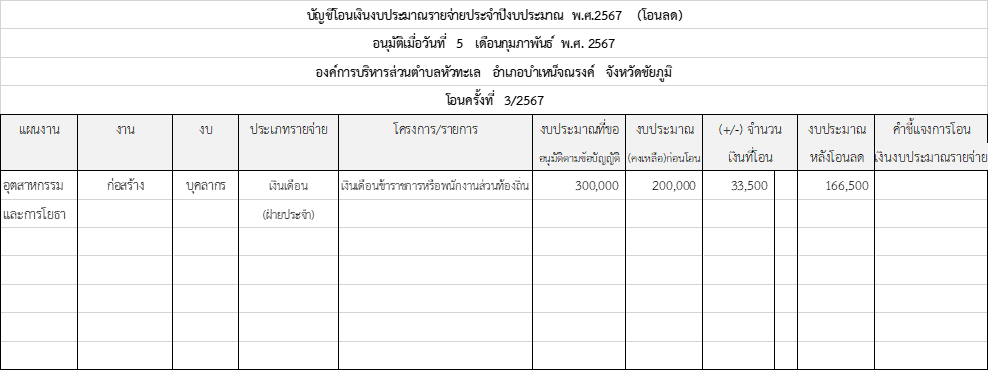 บัญชีโอนเงินงบประมาณรายจ่ายประจำปีงบประมาณ พ.ศ.2567 (โอนลด)
อนุมัติเมื่อวันที่ 5 เดือนกุมภาพันธ์ พ.ศ. 2567
องค์การบริหารส่วนตำบลหัวทะเล อำเภอบำเหน็จณรงค์ จังหวัดชัยภูมิ
โอนครั้งที่ 3/2567
แผนงาน งาน งบ ประเภทรายจ่าย โครงการ/รายการ งบประมาณที่ขอ งบประมาณ (+/-) จำนวน งบประมาณ คำชี้แจงการโอน
อนุมัติตามข้อบัญญัติ (คงเหลือ)ก่อนโอน เงินที่โอน หลังโอนลด เงินงบประมาณรายจ่าย
อุตสาหกรรม ก่อสร้าง บุคลากร เงินเดือน เงินเดือนข้าราชการหรือพนักงานส่วนท้องถิ่น 300,000 200,000 33,500 166,500
และการโยธา (ฝ่ายประจำ)